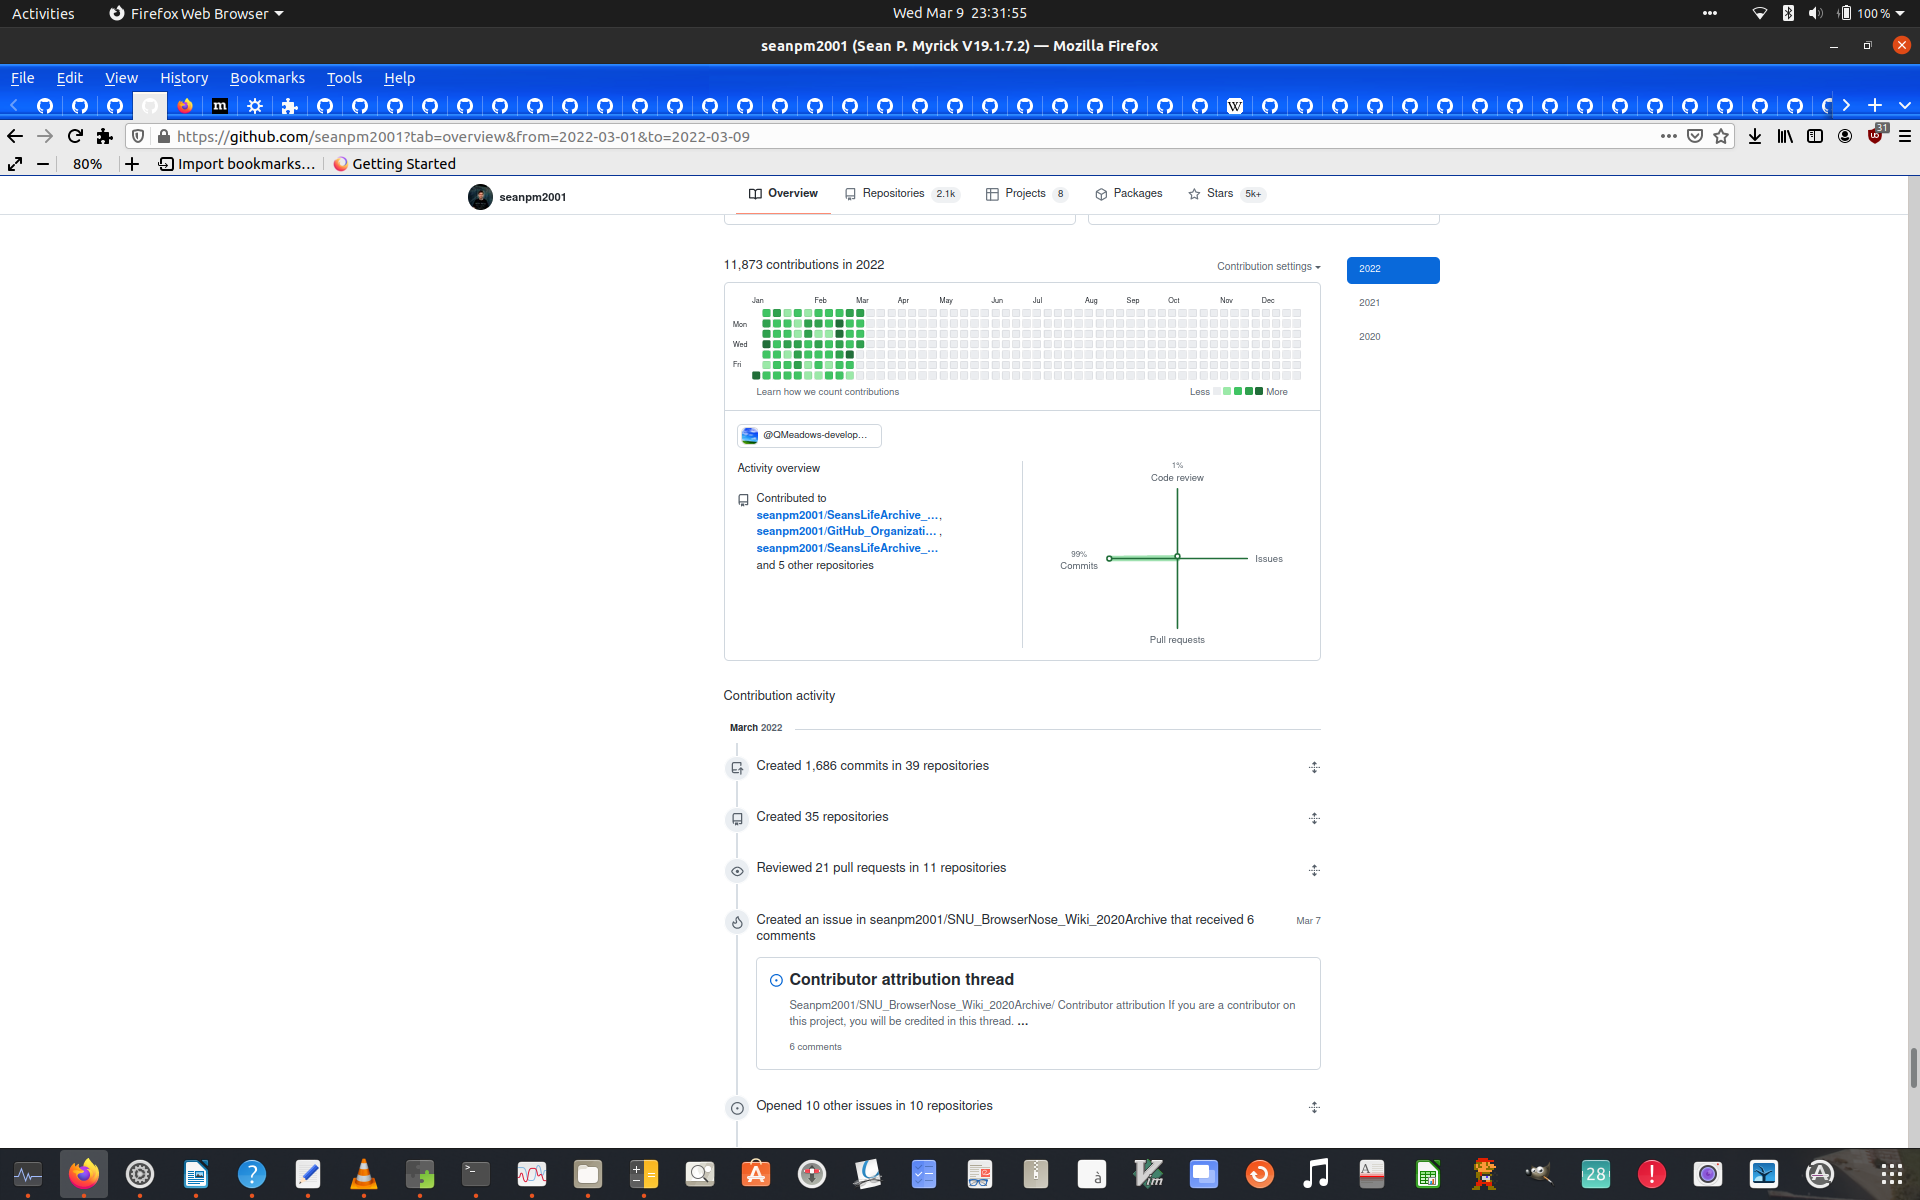 Activities
Firefox Web Browser
Wed Mar 9 23:31:55
100 %
seanpm2001 (Sean P. Myrick V19.1.7.2) — Mozilla Firefox
File Edit View History Bookmarks Tools Help
m
W
https://github.com/seanpm2001?tab=overview&from=2022-03-01&to=2022-03-09
31
80%
Import bookmarks...
Getting Started
seanpm2001
Overview
Repositories 2.1k
Projects 8
Packages
Stars 5k+
11,873 contributions in 2022
Contribution settings
2022
2021
2020
Jan Feb Mar Apr May Jun Jul Aug Sep Oct Nov Dec
Mon
Wed
Fri
Learn how we count contributions
Less More
@QMeadows-develop...
Activity overview
Contributed to
seanpm2001/SeansLifeArchive_... ,
seanpm2001/GitHub_Organizati... ,
seanpm2001/SeansLifeArchive_...
and 5 other repositories
1%
Code review
99%
Commits
Issues
Pull requests
Contribution activity
March 2022
Created 1,686 commits in 39 repositories
Created 35 repositories
Reviewed 21 pull requests in 11 repositories
Created an issue in seanpm2001/SNU_BrowserNose_Wiki_2020Archive that received 6
comments
Mar 7
Contributor attribution thread
Seanpm2001/SNU_BrowserNose_Wiki_2020Archive/ Contributor attribution If you are a contributor on
this project, you will be credited in this thread. ...
6 comments
Opened 10 other issues in 10 repositories
28